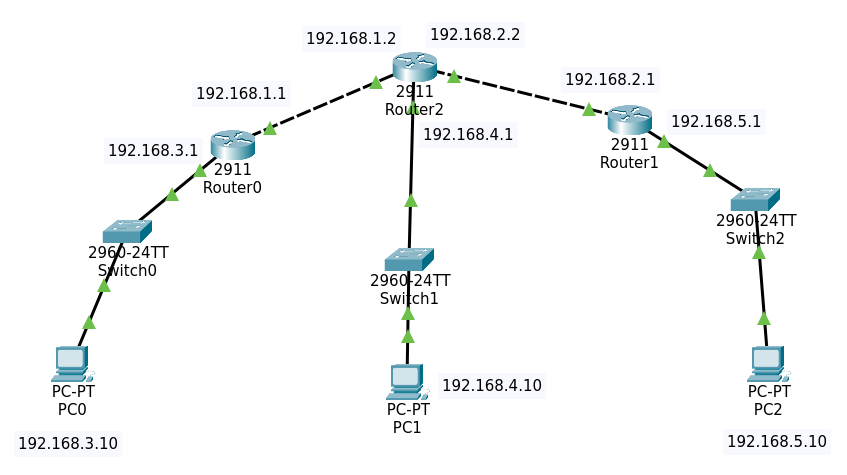 192.168.1.2
192.168.2.2
2911
Router2
192.168.1.1
192.168.2.1
192.168.4.1
192.168.5.1
192.168.3.1
2911
Router0
2911
Router1
2960-24TT
Switch0
2960-24TT
Switch1
2960-24TT
Switch2
PC-PT
PC0
192.168.3.10
PC-PT
PC1
192.168.4.10
PC-PT
PC2
192.168.5.10